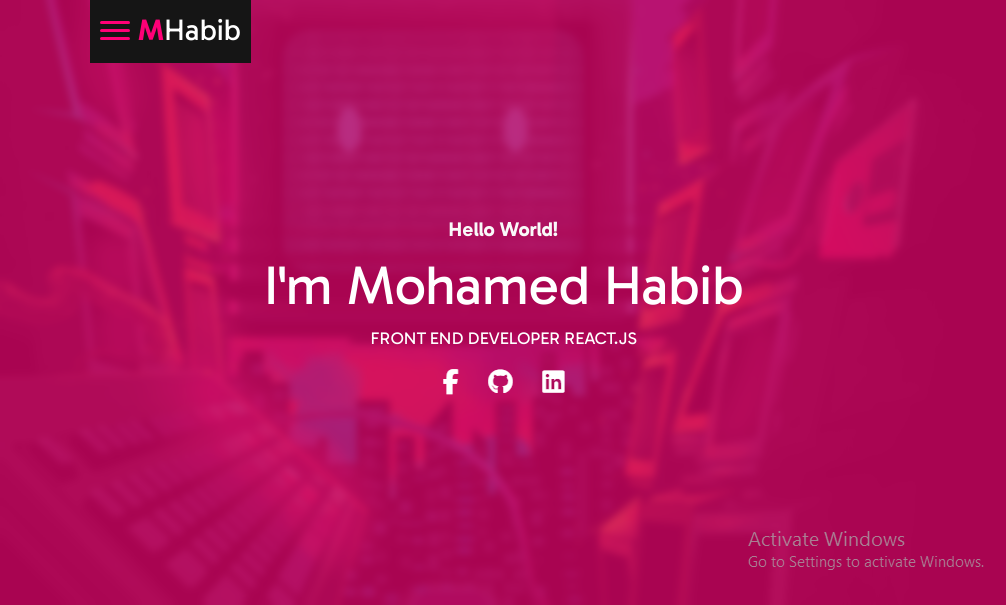 MHabib
Hello World!
I'm Mohamed Habib
FRONT END DEVELOPER REACT.JS
Activate Windows
Go to Settings to activate Windows.